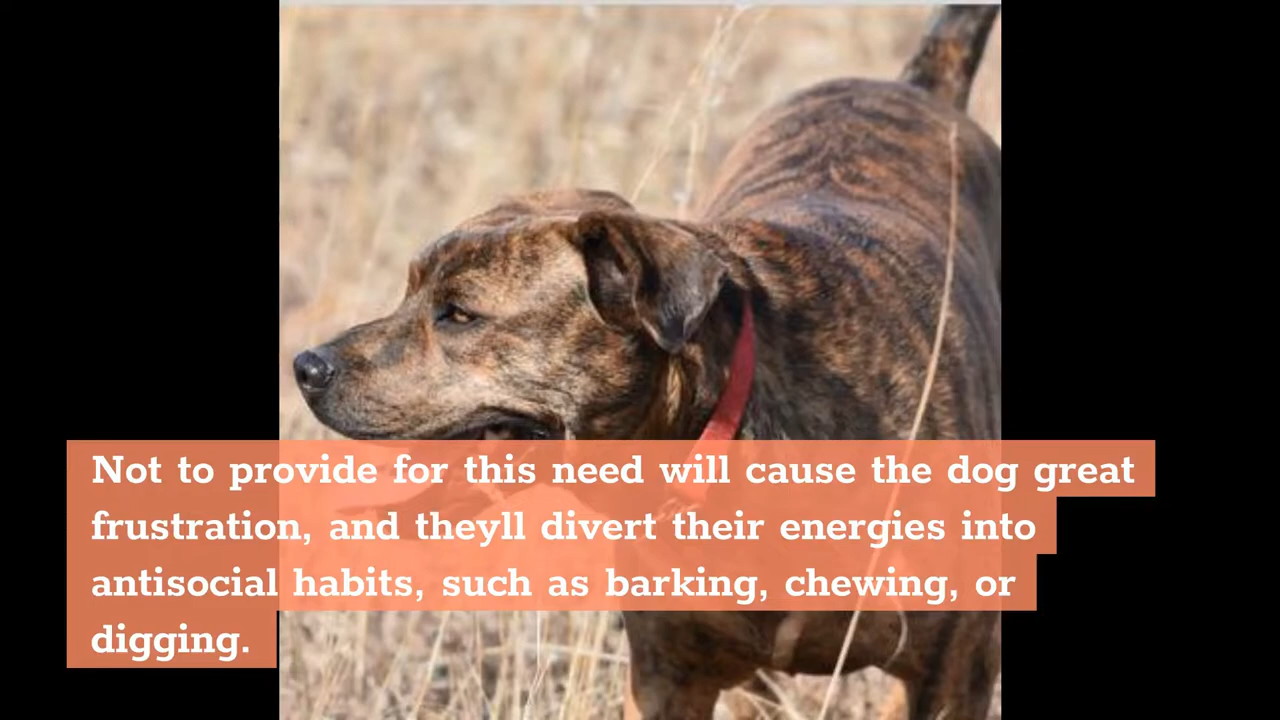 Not to provide for this need will cause the dog great
frustration, and theyll divert their energies into
antisocial habits, such as barking, chewing, or
digging.